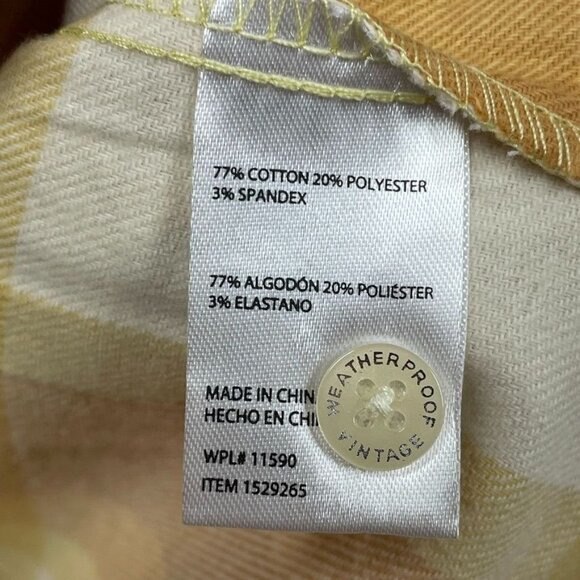 77% COTTON 20% POLYESTER
3% SPANDEX
77% ALGODÓN 20% POLIÉSTER
3% ELASTANO
MADE IN CHIN
HECHO EN CHI
WEATHERPROOF
VINTAGE
WPL# 11590
ITEM 1529265